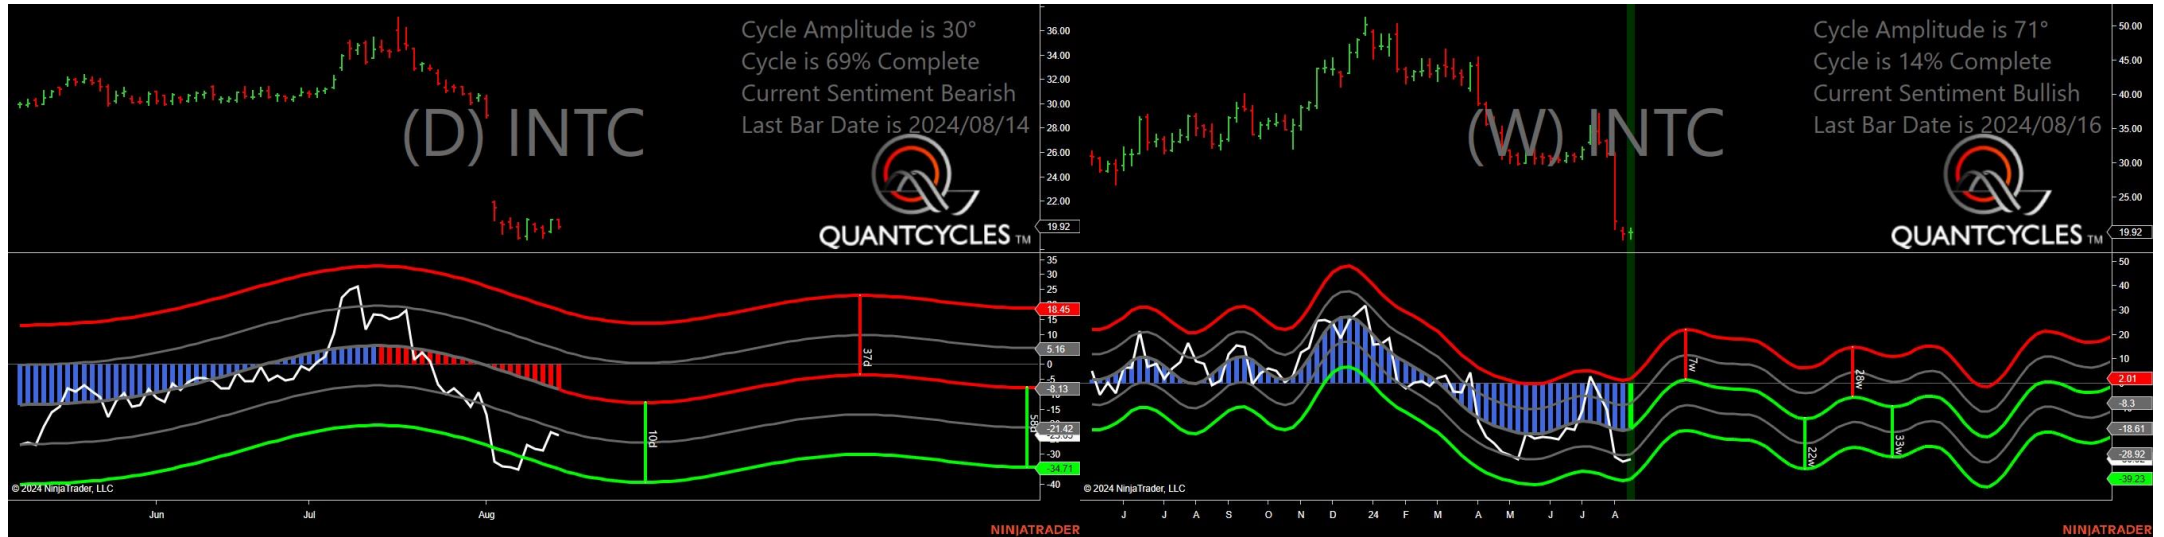 Cycle Amplitude is 30°
Cycle is 69% Complete
Current Sentiment Bearish
Last Bar Date is 2024/08/14
(D) INTC
QUANTCYCLES TM
36.00
34.00
32.00
30.00
28.00
26.00
24.00
22.00
19.92
35
30
25
18.45
15
10
5.16
0
-5
-8.13
-15
-21.42
-30
-34.71
-40
37d
10d
58d
© 2024 NinjaTrader, LLC
Jun Jul Aug
NINJATRADER
Cycle Amplitude is 71°
Cycle is 14% Complete
Current Sentiment Bullish
Last Bar Date is 2024/08/16
(W) INTC
QUANTCYCLES TM
50.00
45.00
40.00
35.00
30.00
25.00
19.92
50
40
30
20
10
2.01
-8.3
-18.61
-28.92
-39.23
7w
28w
22w
33w
© 2024 NinjaTrader, LLC
J J A S O N D 24 F M A M J J A
NINJATRADER